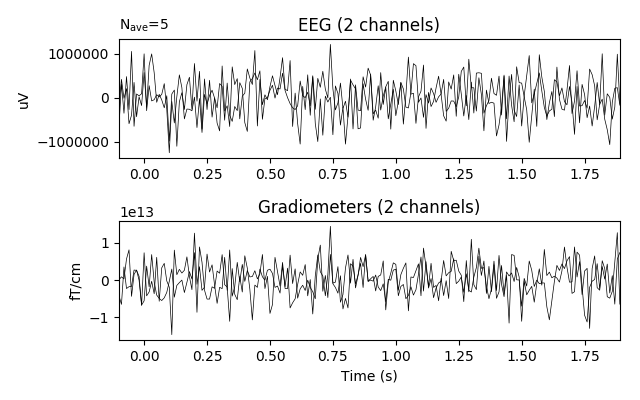 N_ave=5
EEG (2 channels)
uV
1000000
0
−1000000
0.00 0.25 0.50 0.75 1.00 1.25 1.50 1.75
1e13
Gradiometers (2 channels)
fT/cm
1
0
−1
0.00 0.25 0.50 0.75 1.00 1.25 1.50 1.75
Time (s)